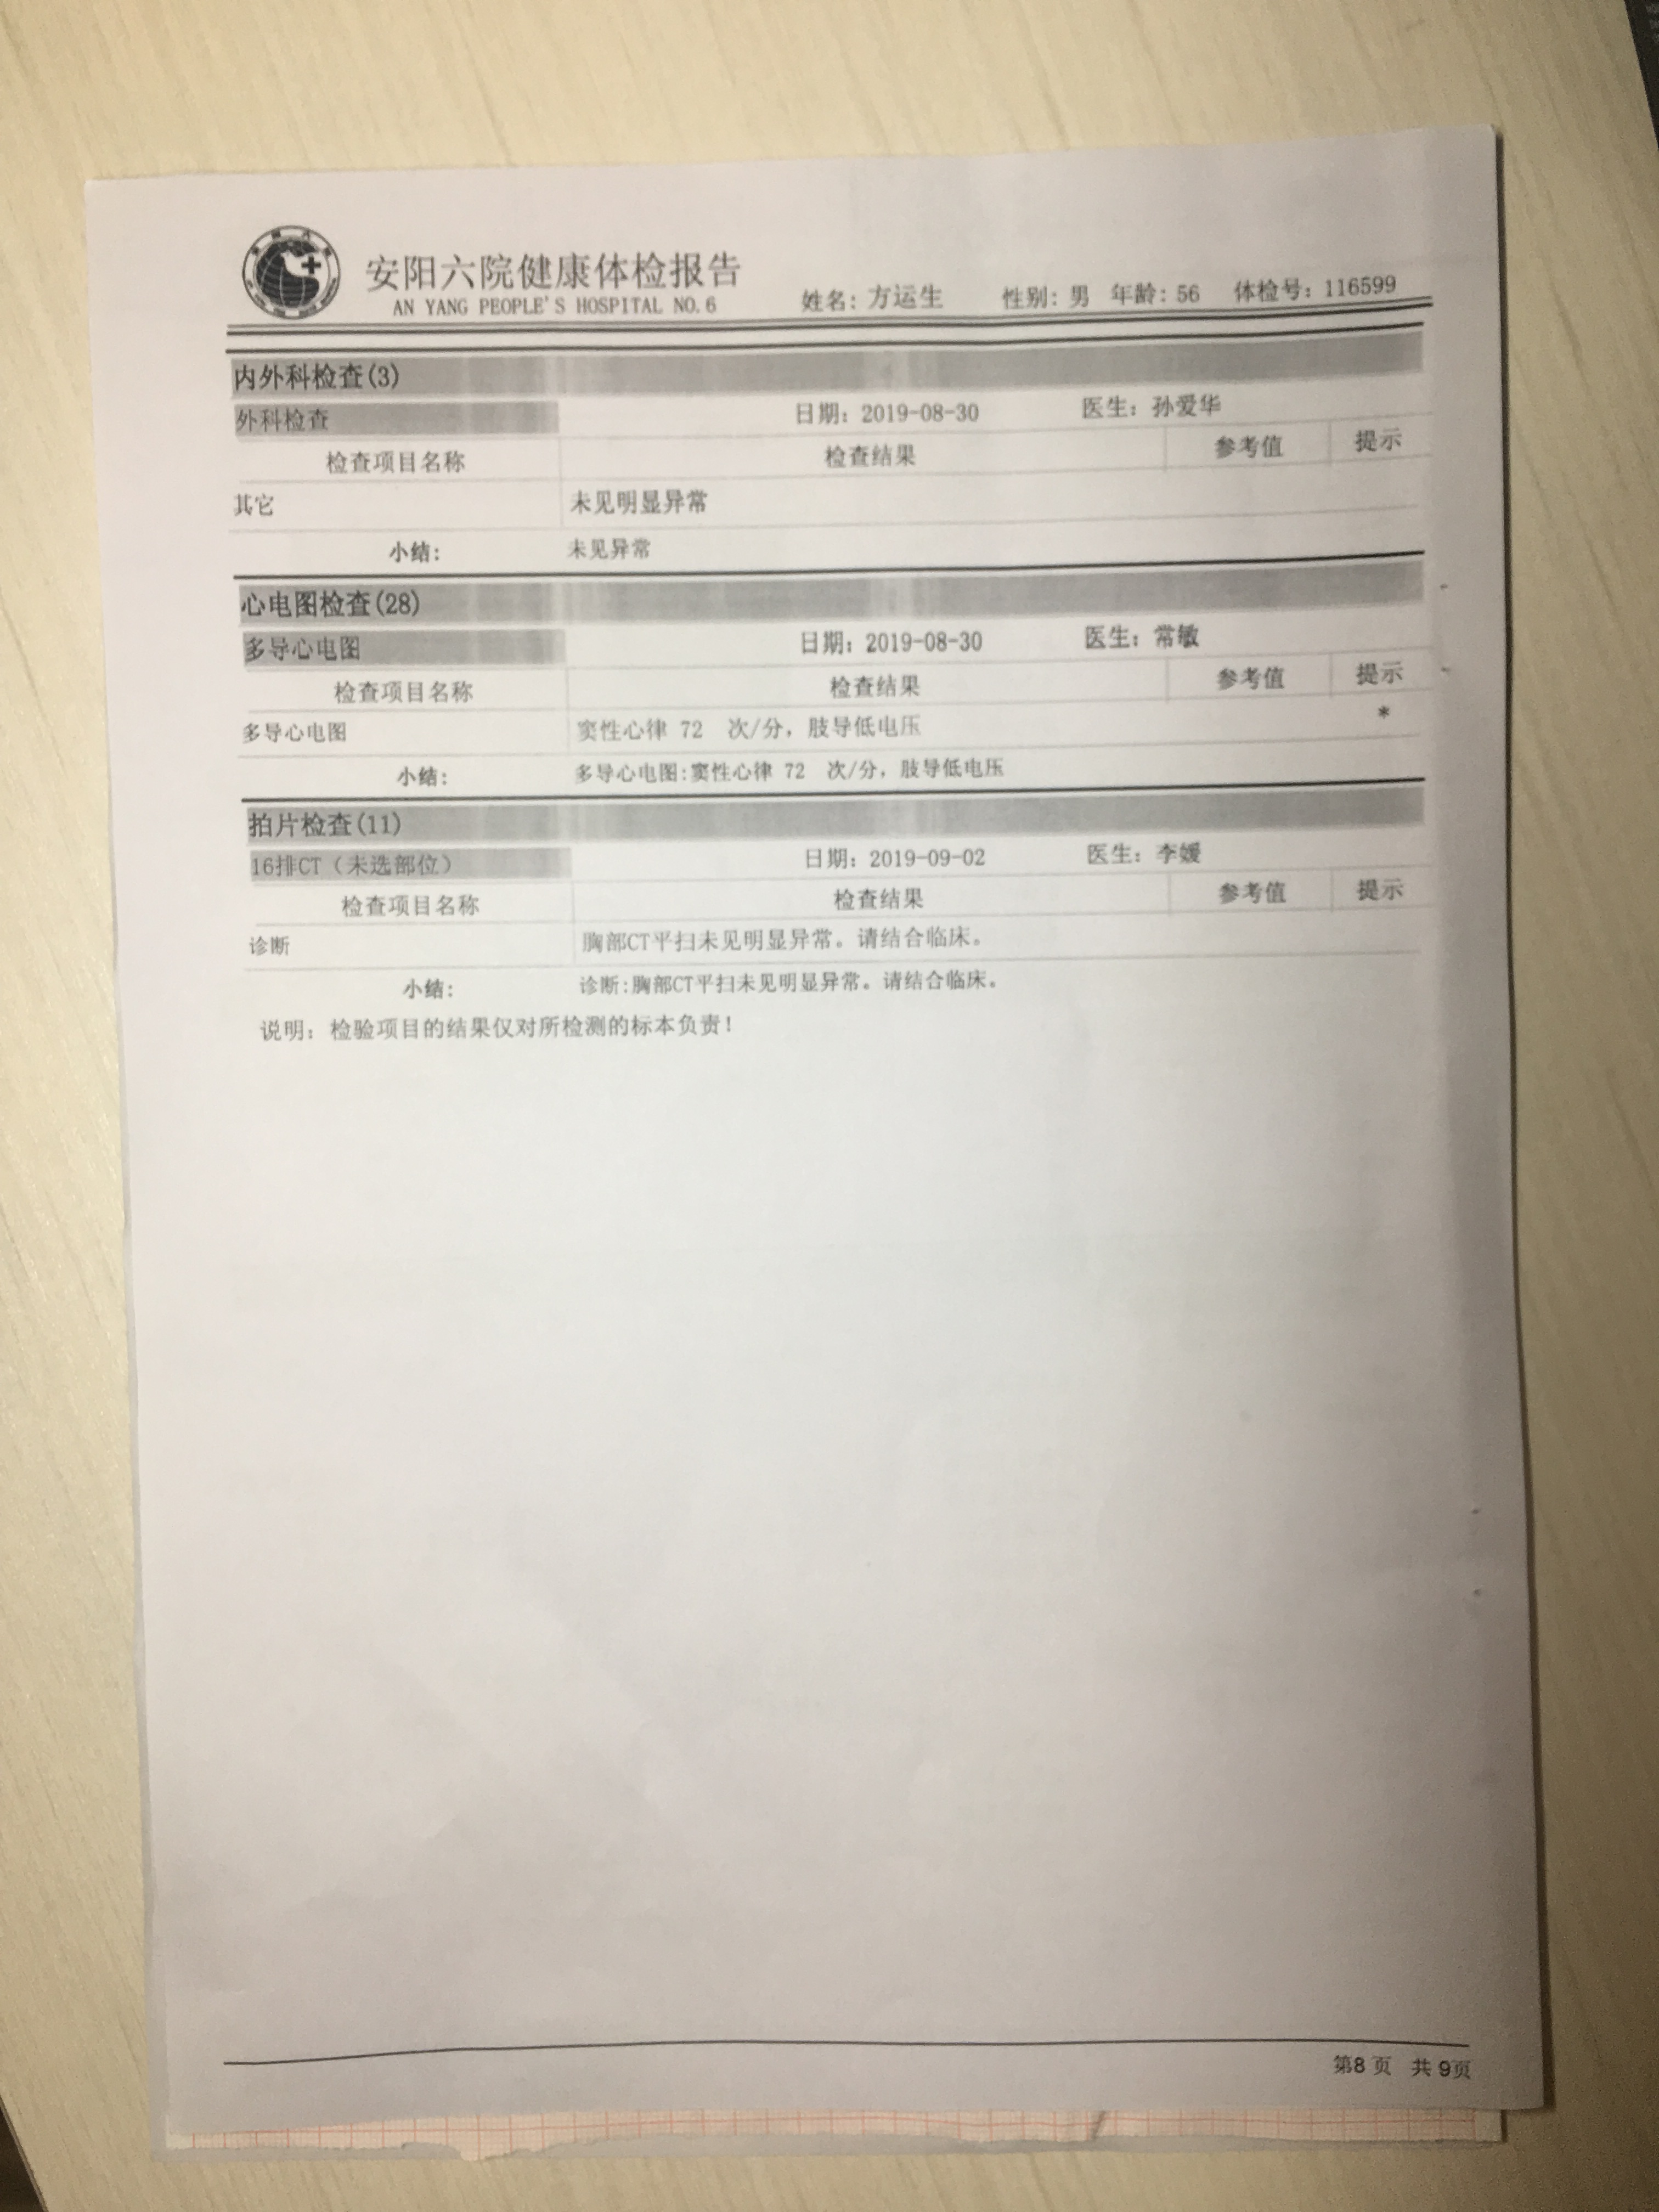 安阳六院健康体检报告
AN YANG PEOPLE'S HOSPITAL NO.6
姓名: 方运生 性别: 男 年龄: 56 体检号: 116599
内外科检查(3)
外科检查 日期: 2019-08-30 医生: 孙爱华
检查项目名称 检查结果 参考值 提示
其它 未见明显异常
小结: 未见异常
心电图检查(28)
多导心电图 日期: 2019-08-30 医生: 常敏
检查项目名称 检查结果 参考值 提示
多导心电图 窦性心律 72 次/分，肢导低电压 *
小结: 多导心电图:窦性心律 72 次/分，肢导低电压
拍片检查(11)
16排CT（未选部位） 日期: 2019-09-02 医生: 李媛
检查项目名称 检查结果 参考值 提示
诊断 胸部CT平扫未见明显异常。请结合临床。
小结: 诊断:胸部CT平扫未见明显异常。请结合临床。
说明: 检验项目的结果仅对所检测的标本负责!
第8 页 共 9页